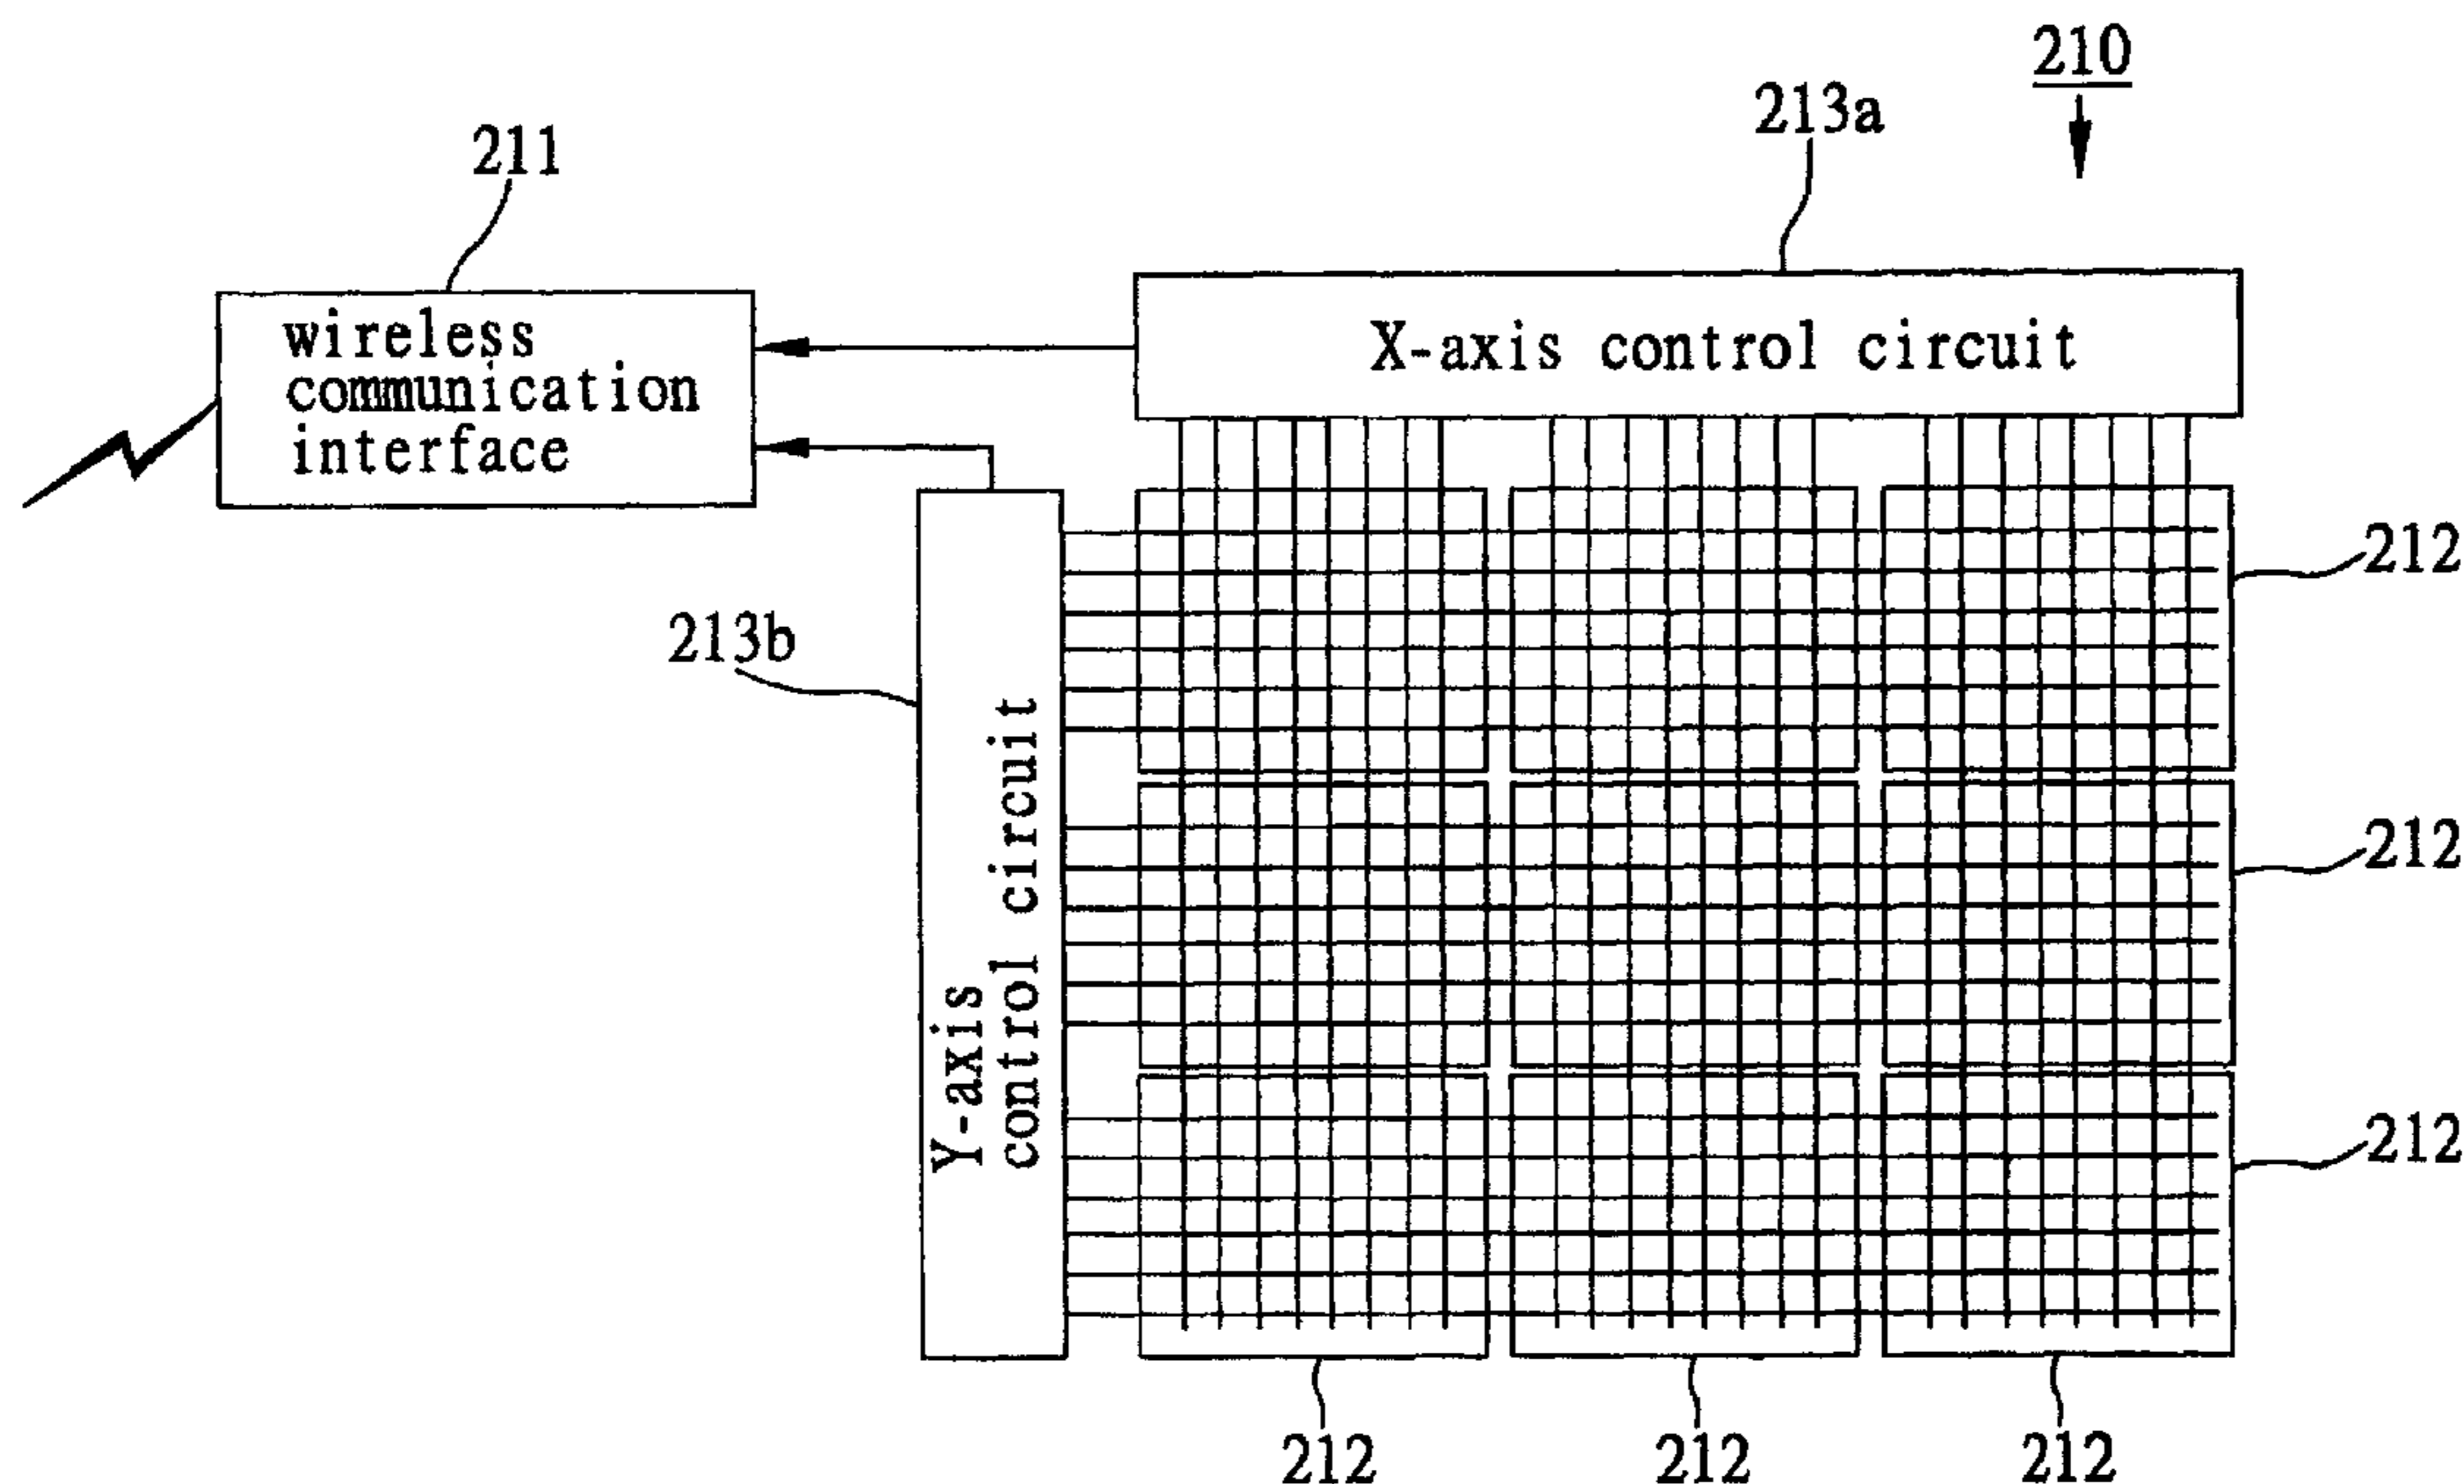 210
213a
211
wireless
communication
interface
X-axis control circuit
212
213b
Y-axis
control circuit
212
212
212
212
212